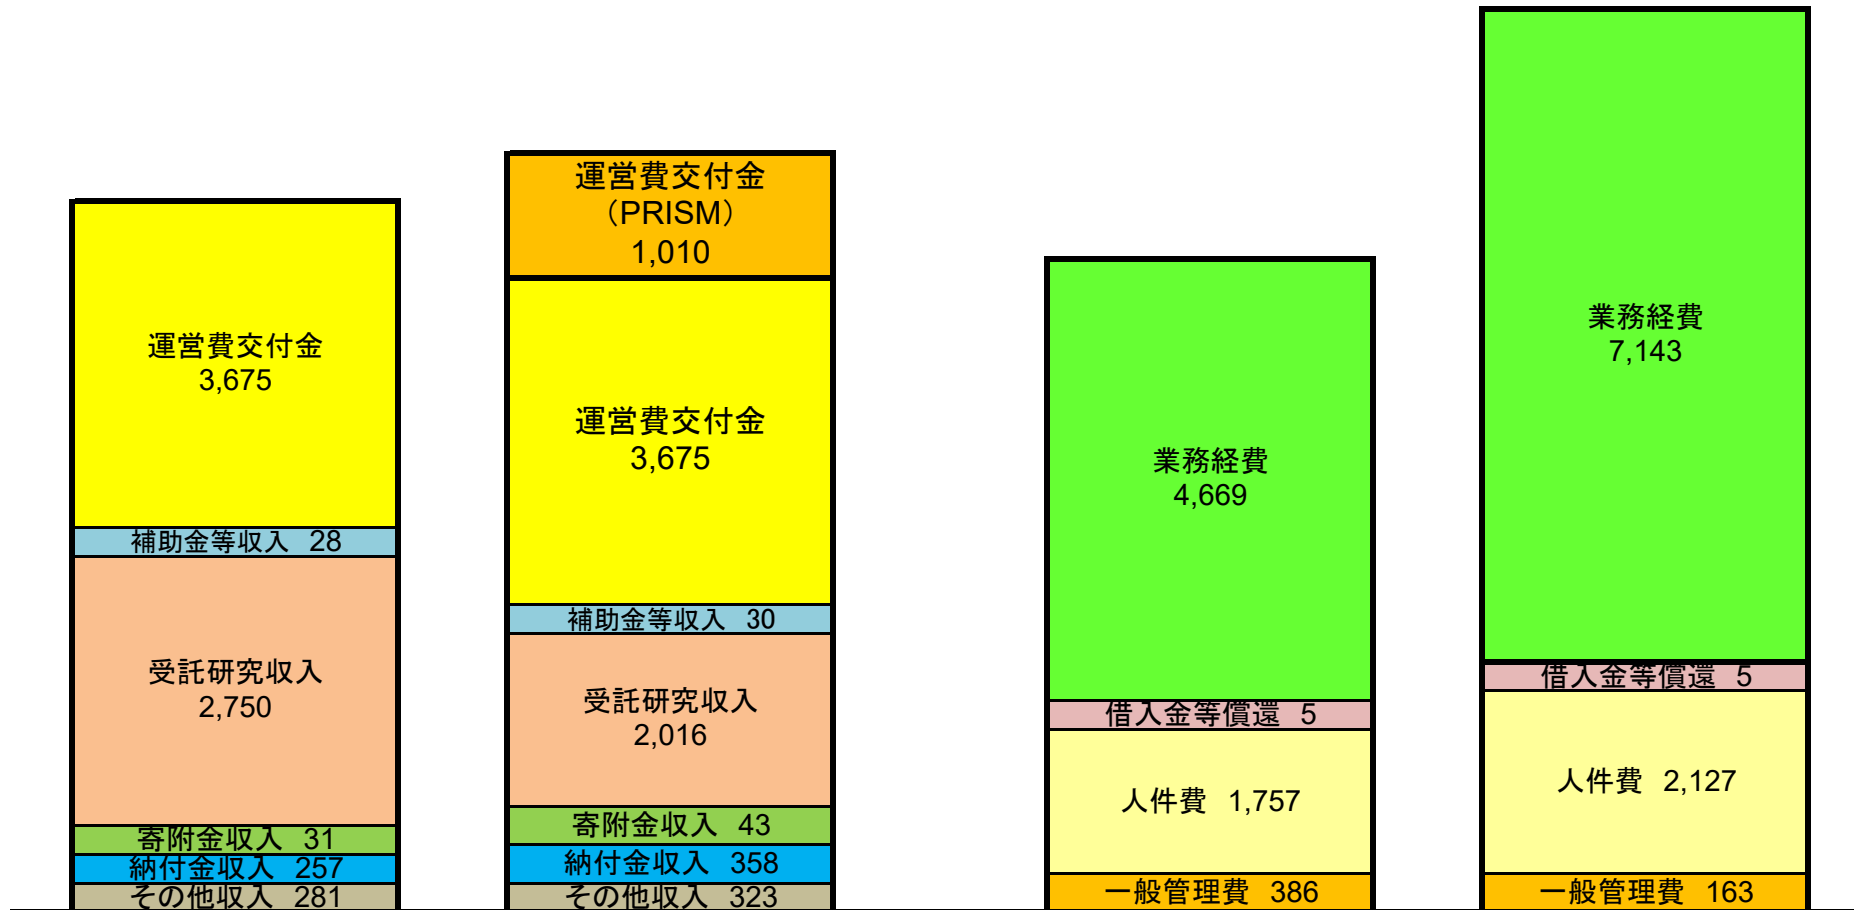 運営費交付金
3,675
補助金等収入 28
受託研究収入
2,750
寄附金収入 31
納付金収入 257
その他収入 281
運営費交付金
（PRISM）
1,010
運営費交付金
3,675
補助金等収入 30
受託研究収入
2,016
寄附金収入 43
納付金収入 358
その他収入 323
業務経費
4,669
借入金等償還 5
人件費 1,757
一般管理費 386
業務経費
7,143
借入金等償還 5
人件費 2,127
一般管理費 163